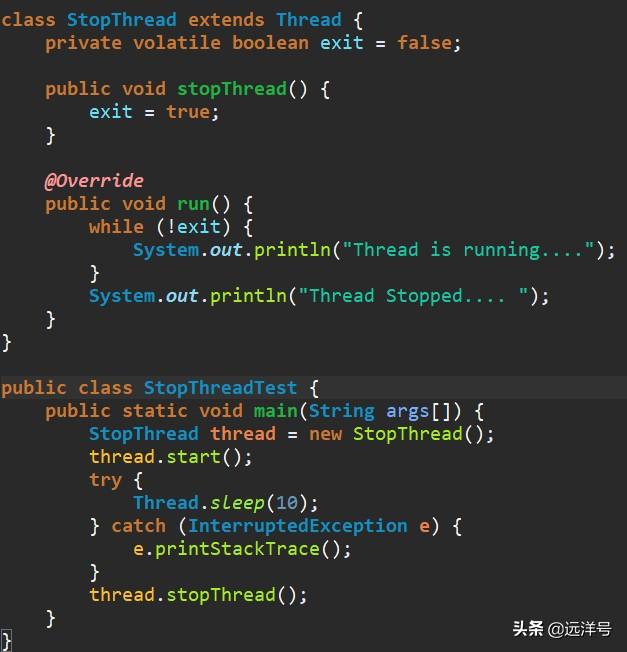 class StopThread extends Thread {
    private volatile boolean exit = false;

    public void stopThread() {
        exit = true;
    }

    @Override
    public void run() {
        while (!exit) {
            System.out.println("Thread is running....");
        }
        System.out.println("Thread Stopped.... ");
    }
}

public class StopThreadTest {
    public static void main(String args[]) {
        StopThread thread = new StopThread();
        thread.start();
        try {
            Thread.sleep(10);
        } catch (InterruptedException e) {
            e.printStackTrace();
        }
        thread.stopThread();
    }
}
头条 @远洋号